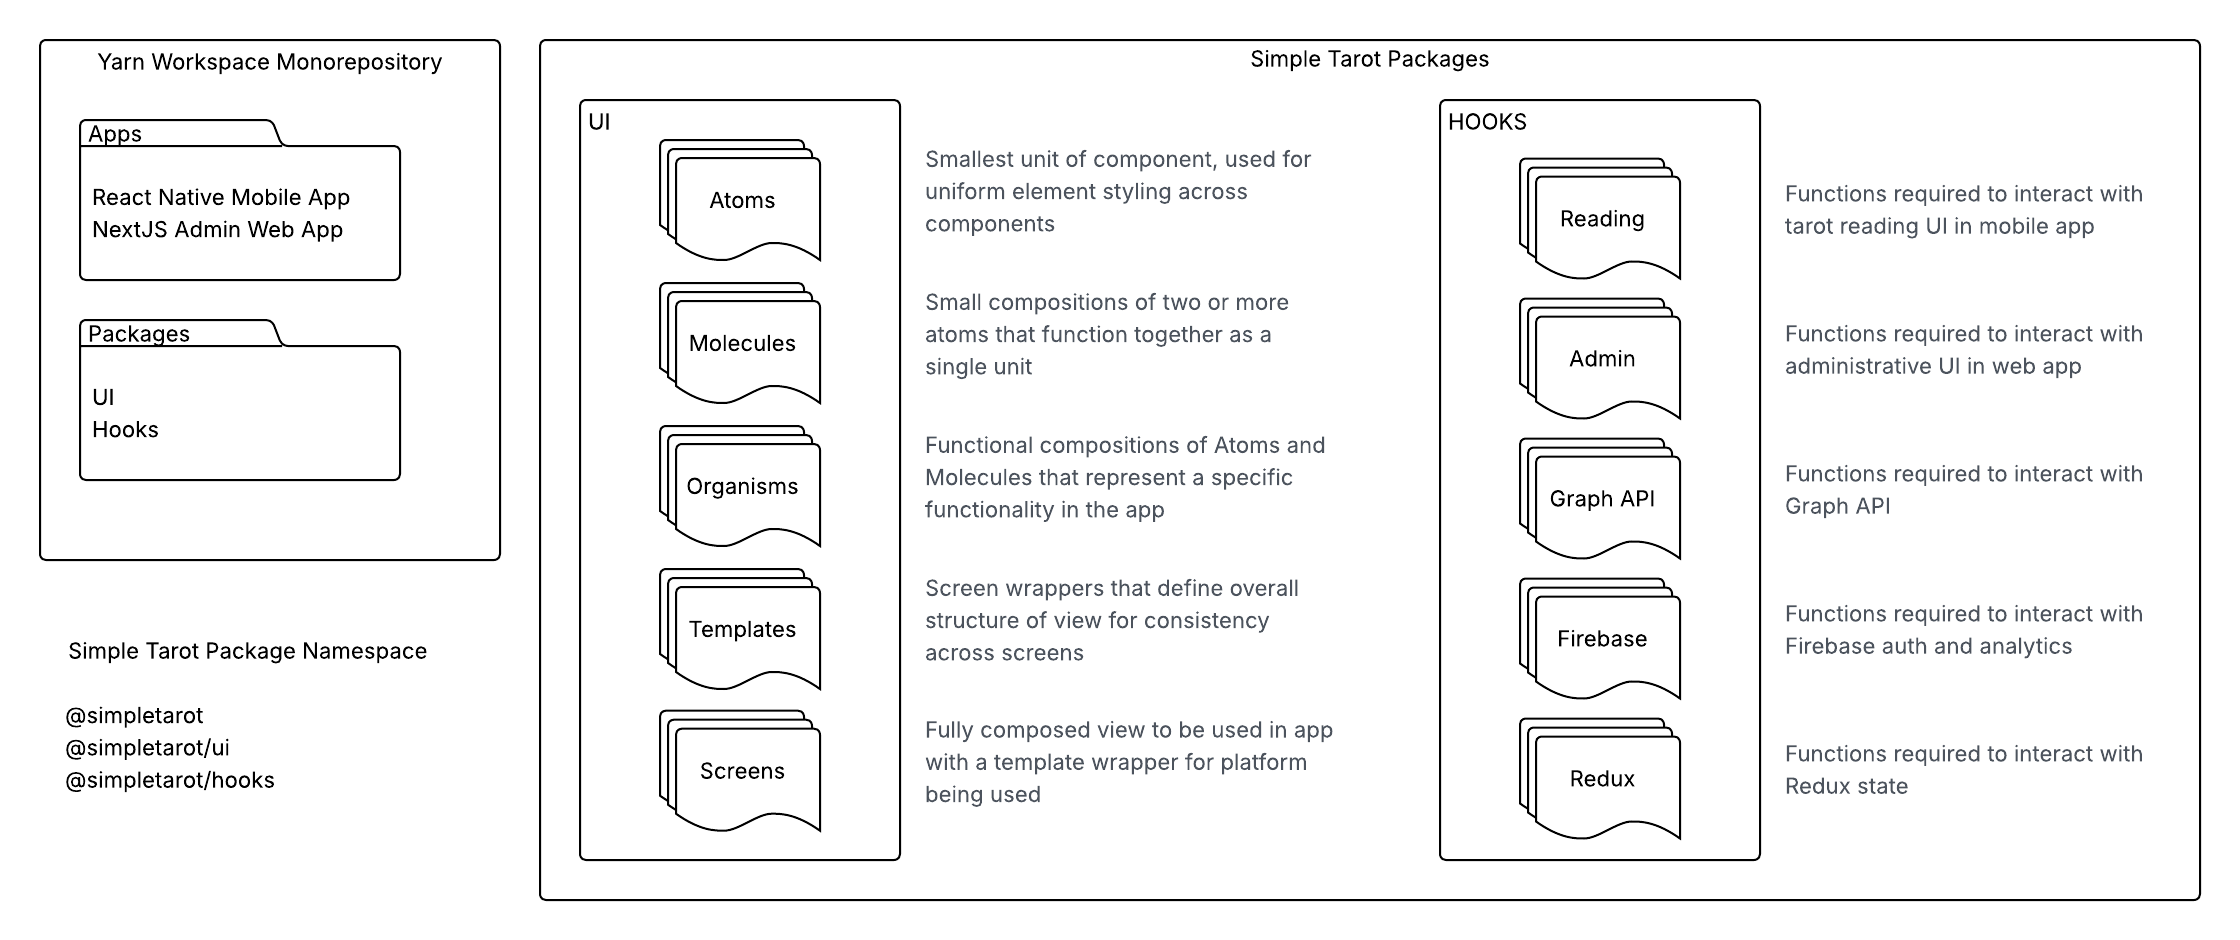 Yarn Workspace Monorepository
Apps
React Native Mobile App
NextJS Admin Web App
Packages
UI
Hooks
Simple Tarot Package Namespace
@simpletarot
@simpletarot/ui
@simpletarot/hooks
Simple Tarot Packages
UI
Atoms
Smallest unit of component, used for
uniform element styling across
components
Molecules
Small compositions of two or more
atoms that function together as a
single unit
Organisms
Functional compositions of Atoms and
Molecules that represent a specific
functionality in the app
Templates
Screen wrappers that define overall
structure of view for consistency
across screens
Screens
Fully composed view to be used in app
with a template wrapper for platform
being used
HOOKS
Reading
Functions required to interact with
tarot reading UI in mobile app
Admin
Functions required to interact with
administrative UI in web app
Graph API
Functions required to interact with
Graph API
Firebase
Functions required to interact with
Firebase auth and analytics
Redux
Functions required to interact with
Redux state